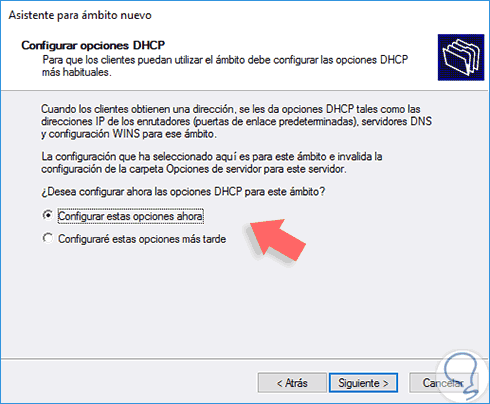 Asistente para ámbito nuevo
Configurar opciones DHCP
Para que los clientes puedan utilizar el ámbito debe configurar las opciones DHCP
más habituales.
Cuando los clientes obtienen una dirección, se les da opciones DHCP tales como las
direcciones IP de los enrutadores (puertas de enlace predeterminadas), servidores DNS
y configuración WINS para ese ámbito.
La configuración que ha seleccionado aquí es para este ámbito e invalida la
configuración de la carpeta Opciones de servidor para este servidor.
¿Desea configurar ahora las opciones DHCP para este ámbito?
Configurar estas opciones ahora
Configuraré estas opciones más tarde
< Atrás
Siguiente >
Cancelar